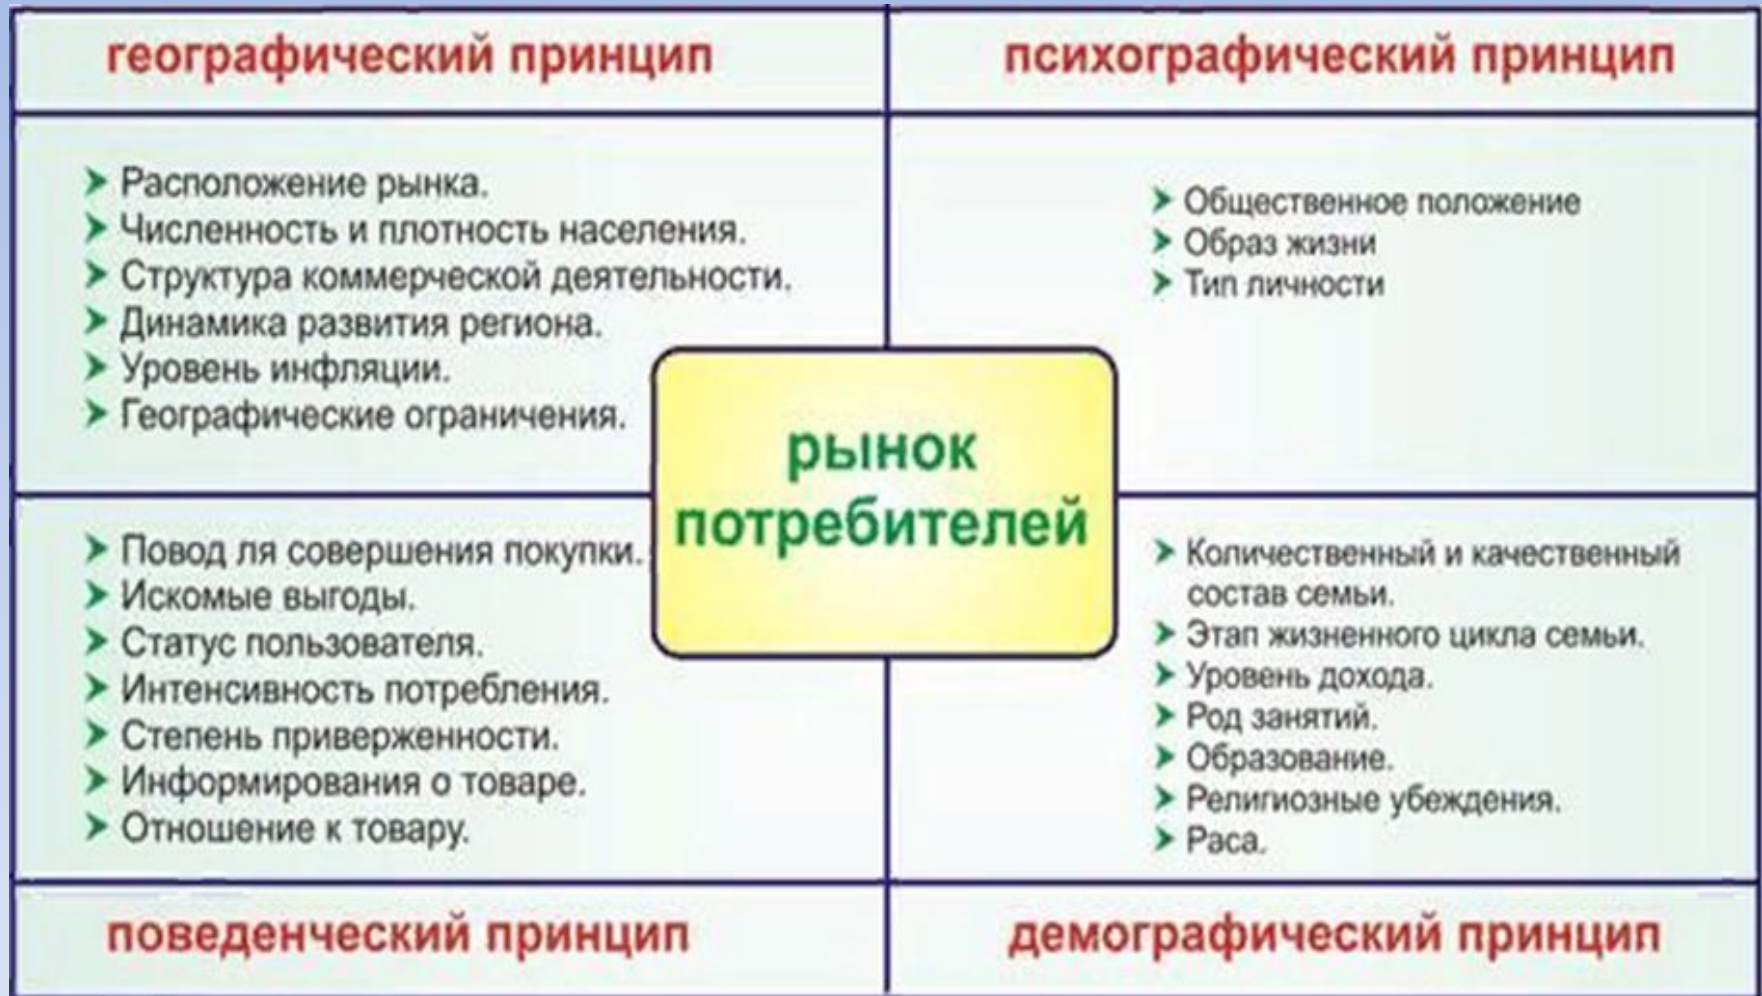 географический принцип
психографический принцип
Расположение рынка.
Численность и плотность населения.
Структура коммерческой деятельности.
Динамика развития региона.
Уровень инфляции.
Географические ограничения.
Общественное положение
Образ жизни
Тип личности
рынок
потребителей
Повод ля совершения покупки.
Искомые выгоды.
Статус пользователя.
Интенсивность потребления.
Степень приверженности.
Информирования о товаре.
Отношение к товару.
Количественный и качественный
состав семьи.
Этап жизненного цикла семьи.
Уровень дохода.
Род занятий.
Образование.
Религиозные убеждения.
Раса.
поведенческий принцип
демографический принцип